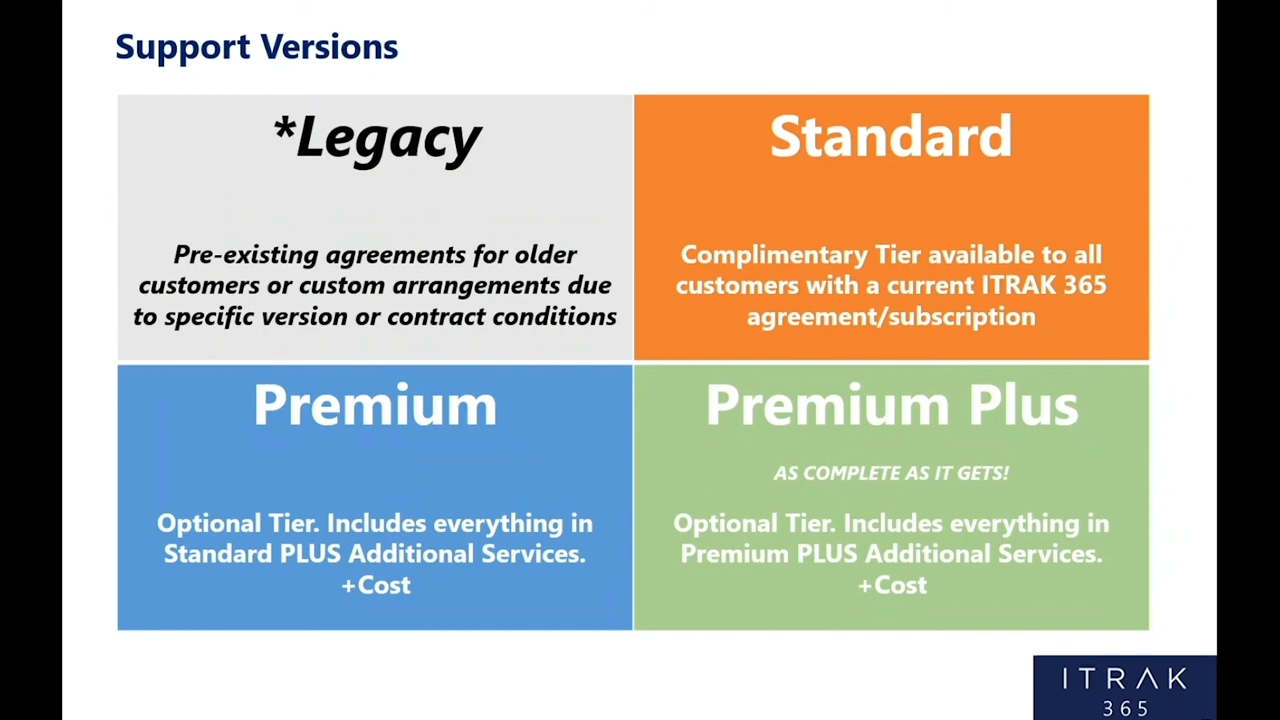 Support Versions
*Legacy
Pre-existing agreements for older
customers or custom arrangements due
to specific version or contract conditions
Standard
Complimentary Tier available to all
customers with a current ITRAK 365
agreement/subscription
Premium
Optional Tier. Includes everything in
Standard PLUS Additional Services.
+Cost
Premium Plus
AS COMPLETE AS IT GETS!
Optional Tier. Includes everything in
Premium PLUS Additional Services.
+Cost
ITRAK
365